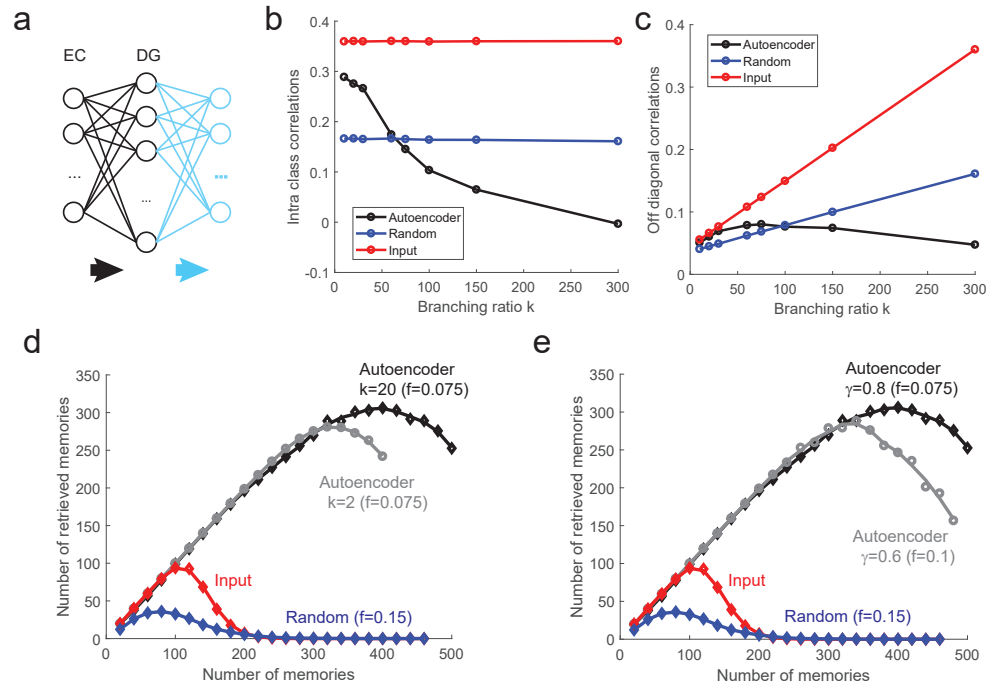 a
EC
DG
...
...
...
b
Intra class correlations
0.4
0.3
0.2
0.1
0
-0.1
Autoencoder
Random
Input
0
50
100
150
200
250
300
Branching ratio k
c
Off diagonal correlations
0.4
0.2
0.1
0
Autoencoder
Random
Input
0
50
100
150
200
250
300
Branching ratio k
d
Number of retrieved memories
350
300
250
200
150
100
50
0
Autoencoder
k=20 (f=0.075)
Autoencoder
k=2 (f=0.075)
Input
Random (f=0.15)
0
100
200
300
400
500
Number of memories
e
Number of retrieved memories
350
300
250
200
150
100
50
0
Autoencoder
γ=0.8 (f=0.075)
Autoencoder
γ=0.6 (f=0.1)
Input
Random (f=0.15)
0
100
200
300
400
500
Number of memories